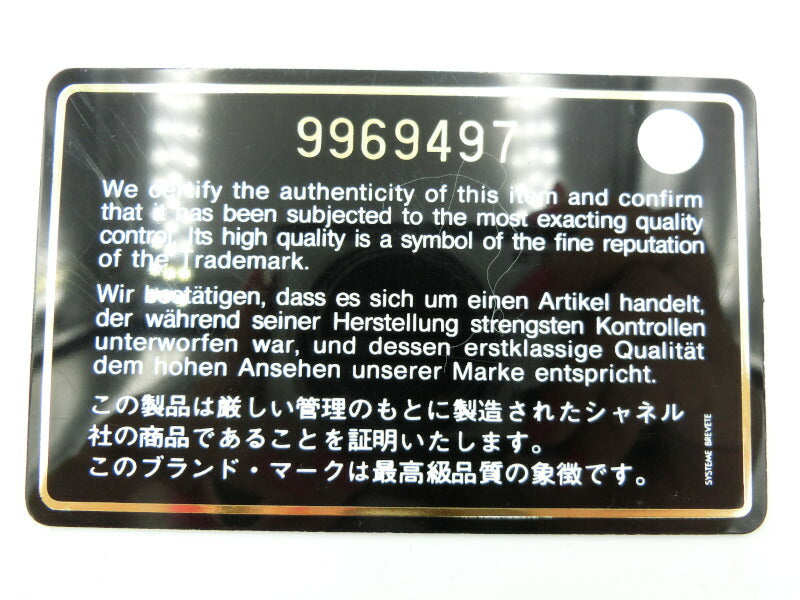 9969497
We certify the authenticity of this item and confirm
that it has been subjected to the most exacting quality
control. Its high quality is a symbol of the fine reputation
of the Trademark.
Wir bestätigen, dass es sich um einen Artikel handelt,
der während seiner Herstellung strengsten Kontrollen
unterworfen war, und dessen erstklassige Qualität
dem hohen Ansehen unserer Marke entspricht.
この製品は厳しい管理のもとに製造されたシャネル
社の商品であることを証明いたします。
このブランド・マークは最高級品質の象徴です。
SYSTEME BREVETE